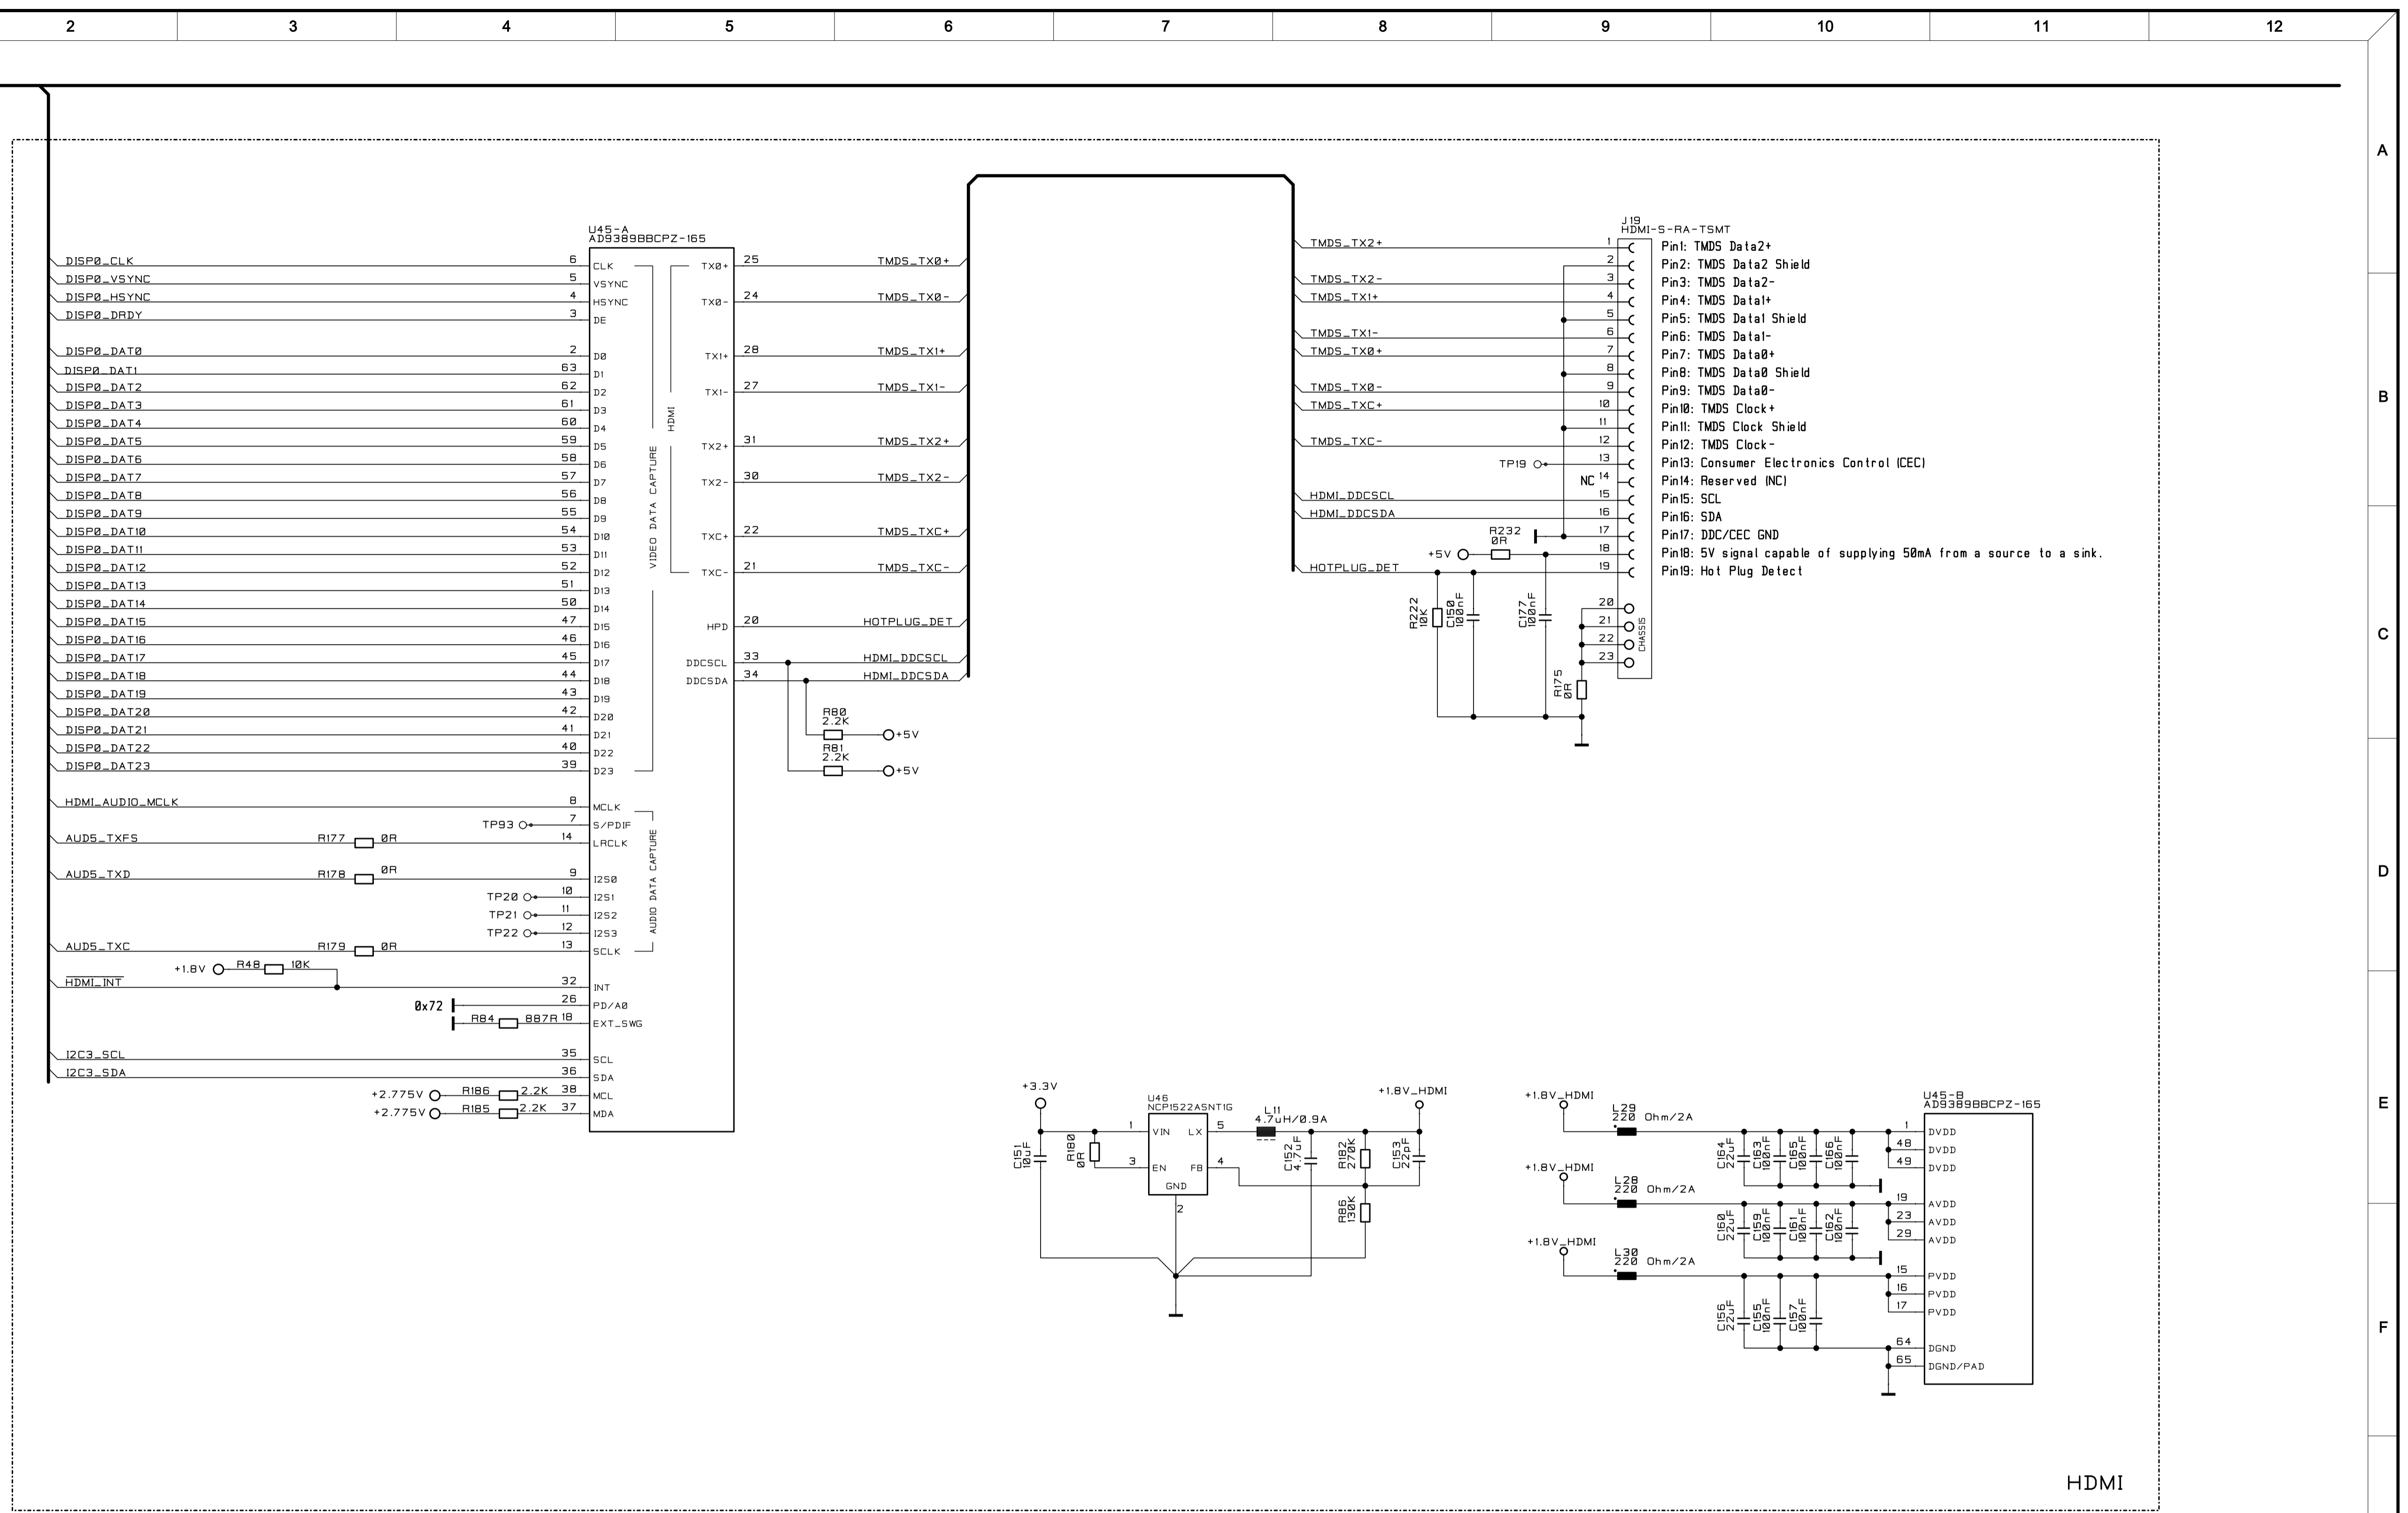 2 3 4 5 6 7 8 9 10 11 12
A
B
C
D
E
F
U45-A
AD9389BBCPZ-165
DISP0_CLK 6 CLK
DISP0_VSYNC 5 VSYNC
DISP0_HSYNC 4 HSYNC
DISP0_DRDY 3 DE
DISP0_DAT0 2 D0
DISP0_DAT1 63 D1
DISP0_DAT2 62 D2
DISP0_DAT3 61 D3
DISP0_DAT4 60 D4
DISP0_DAT5 59 D5
DISP0_DAT6 58 D6
DISP0_DAT7 57 D7
DISP0_DAT8 56 D8
DISP0_DAT9 55 D9
DISP0_DAT10 54 D10
DISP0_DAT11 53 D11
DISP0_DAT12 52 D12
DISP0_DAT13 51 D13
DISP0_DAT14 50 D14
DISP0_DAT15 47 D15
DISP0_DAT16 46 D16
DISP0_DAT17 45 D17
DISP0_DAT18 44 D18
DISP0_DAT19 43 D19
DISP0_DAT20 42 D20
DISP0_DAT21 41 D21
DISP0_DAT22 40 D22
DISP0_DAT23 39 D23
VIDEO DATA CAPTURE
HDMI
HDMI_AUDIO_MCLK 8 MCLK
TP93 7 S/PDIF
AUD5_TXFS R177 0R 14 LRCLK
AUD5_TXD R178 0R 9 I2S0
TP20 10 I2S1
TP21 11 I2S2
TP22 12 I2S3
AUD5_TXC R179 0R 13 SCLK
AUDIO DATA CAPTURE
+1.8V R48 10K
HDMI_INT 32 INT
0x72 26 PD/A0
R84 887R 18 EXT_SWG
I2C3_SCL 35 SCL
I2C3_SDA 36 SDA
+2.775V R186 2.2K 38 MCL
+2.775V R185 2.2K 37 MDA
TX0+ 25 TMDS_TX0+
TX0- 24 TMDS_TX0-
TX1+ 28 TMDS_TX1+
TX1- 27 TMDS_TX1-
TX2+ 31 TMDS_TX2+
TX2- 30 TMDS_TX2-
TXC+ 22 TMDS_TXC+
TXC- 21 TMDS_TXC-
HPD 20 HOTPLUG_DET
DDCSCL 33 HDMI_DDCSCL
DDCSDA 34 HDMI_DDCSDA
R80
2.2K
+5V
R81
2.2K
+5V
J19
HDMI-S-RA-TSMT
TMDS_TX2+ 1 Pin1: TMDS Data2+
2 Pin2: TMDS Data2 Shield
TMDS_TX2- 3 Pin3: TMDS Data2-
TMDS_TX1+ 4 Pin4: TMDS Data1+
5 Pin5: TMDS Data1 Shield
TMDS_TX1- 6 Pin6: TMDS Data1-
TMDS_TX0+ 7 Pin7: TMDS Data0+
8 Pin8: TMDS Data0 Shield
TMDS_TX0- 9 Pin9: TMDS Data0-
TMDS_TXC+ 10 Pin10: TMDS Clock+
11 Pin11: TMDS Clock Shield
TMDS_TXC- 12 Pin12: TMDS Clock-
TP19 13 Pin13: Consumer Electronics Control (CEC)
NC 14 Pin14: Reserved (NC)
HDMI_DDCSCL 15 Pin15: SCL
HDMI_DDCSDA 16 Pin16: SDA
17 Pin17: DDC/CEC GND
+5V R232 0R 18 Pin18: 5V signal capable of supplying 50mA from a source to a sink.
HOTPLUG_DET 19 Pin19: Hot Plug Detect
20
21
22
23
CHASSIS
R222
10K
C150
100nF
C177
100nF
R175
0R
+3.3V
C151
10uF
R180
0R
U46
NCP1522ASNT1G
1 VIN
3 EN
LX 5
FB 4
GND
2
L11
4.7uH/0.9A
C152
4.7uF
R182
270K
C153
22pF
R86
130K
+1.8V_HDMI
+1.8V_HDMI
L29
220 Ohm/2A
C164
22uF
C163
100nF
C165
100nF
C166
100nF
+1.8V_HDMI
L28
220 Ohm/2A
C160
22uF
C159
100nF
C161
100nF
C162
100nF
+1.8V_HDMI
L30
220 Ohm/2A
C156
22uF
C155
100nF
C157
100nF
U45-B
AD9389BBCPZ-165
1 DVDD
48 DVDD
49 DVDD
19 AVDD
23 AVDD
29 AVDD
15 PVDD
16 PVDD
17 PVDD
64 DGND
65 DGND/PAD
HDMI